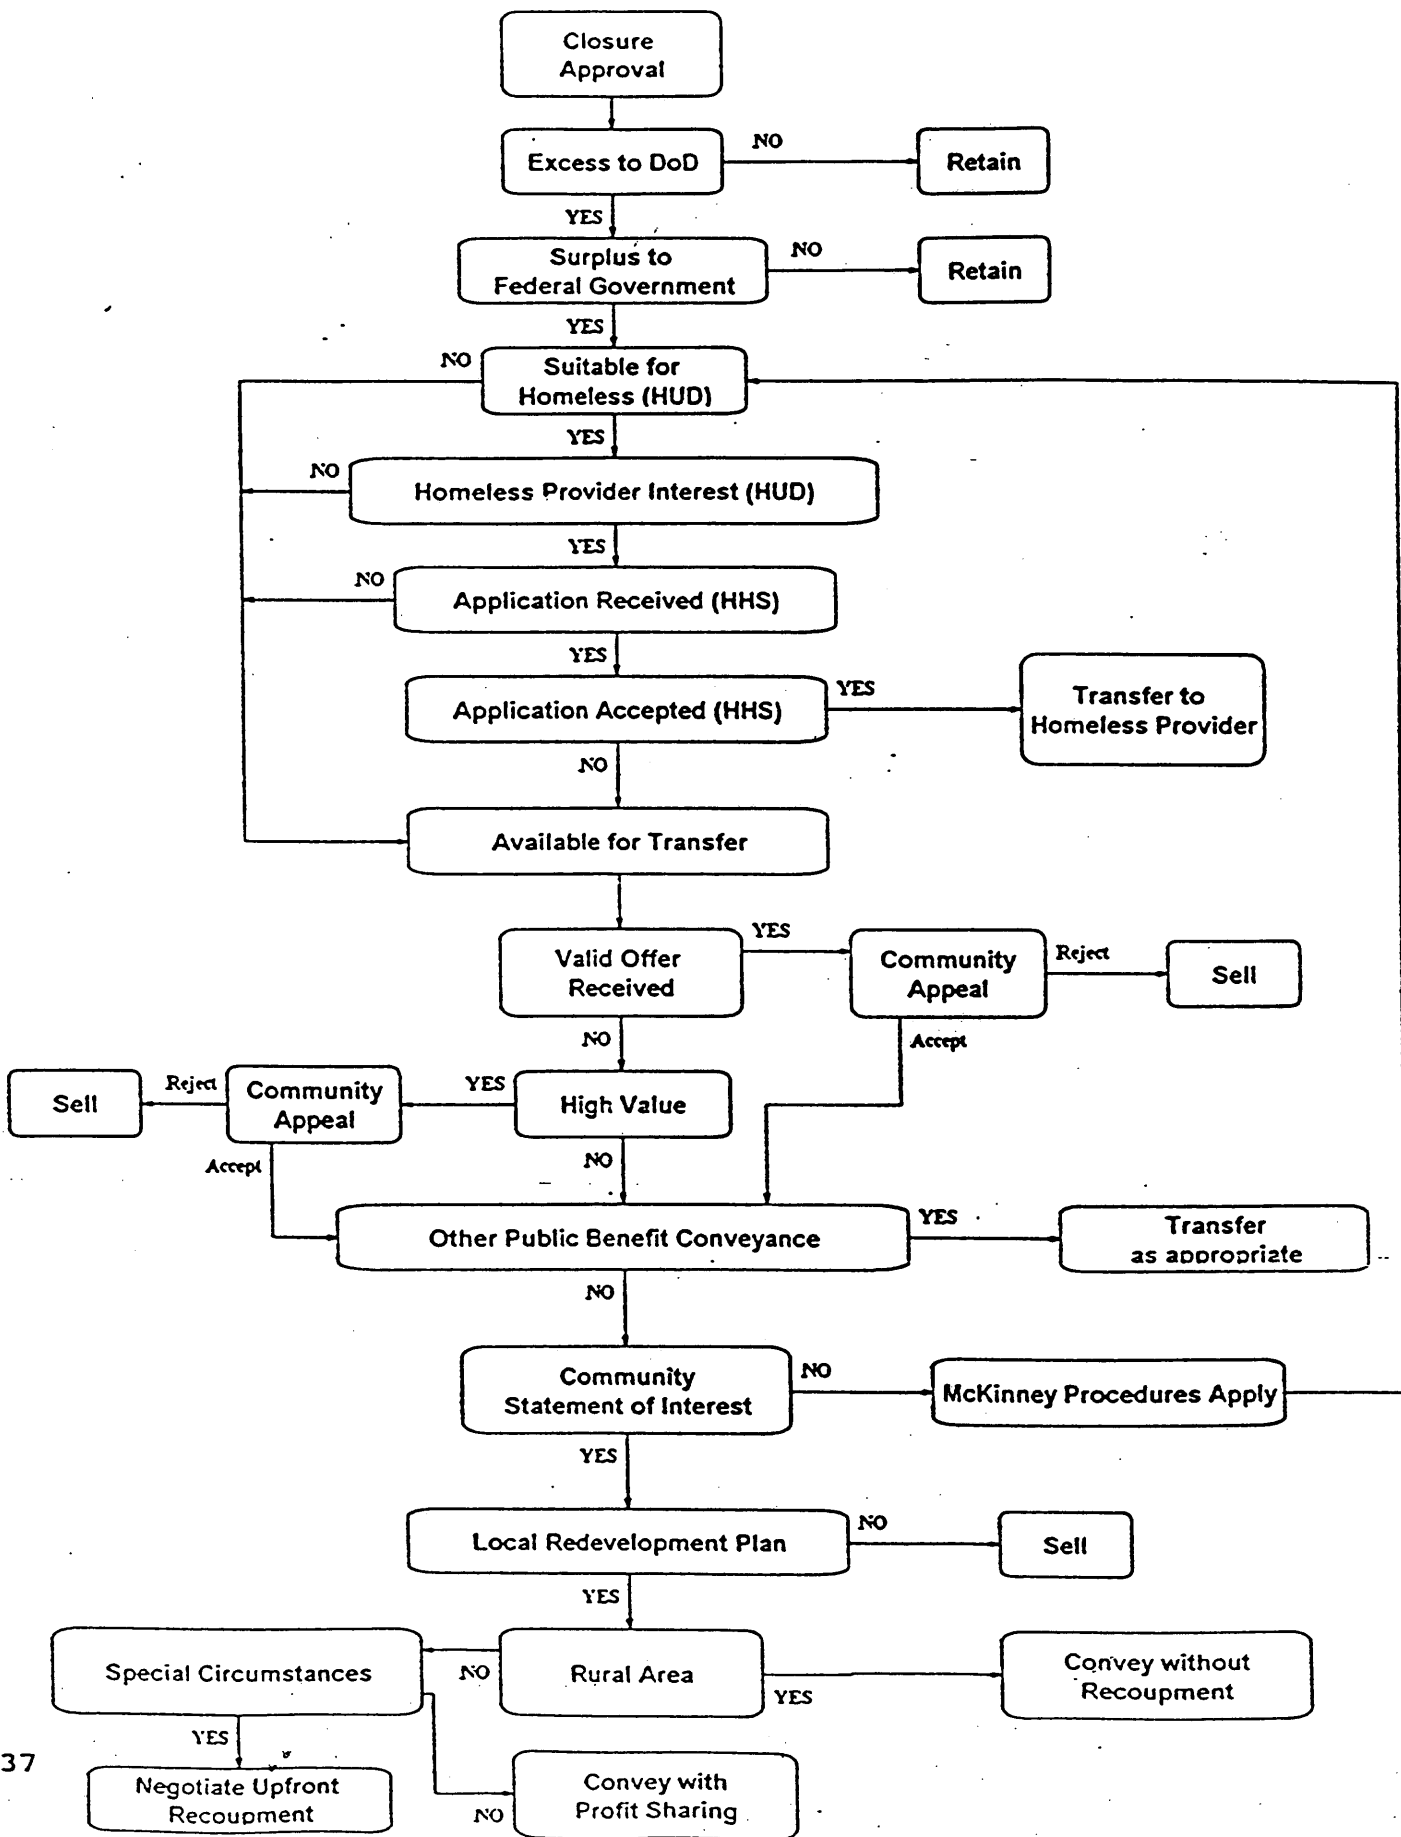 Closure
Approval
Excess to DoD
NO
Retain
YES
Surplus to
Federal Government
NO
Retain
YES
NO
Suitable for
Homeless (HUD)
YES
NO
Homeless Provider Interest (HUD)
YES
NO
Application Received (HHS)
YES
Application Accepted (HHS)
YES
Transfer to
Homeless Provider
NO
Available for Transfer
Valid Offer
Received
YES
Community
Appeal
Reject
Sell
NO
Accept
Sell
Reject
Community
Appeal
YES
High Value
Accept
NO
Other Public Benefit Conveyance
YES
Transfer
as appropriate
NO
Community
Statement of Interest
NO
McKinney Procedures Apply
YES
Local Redevelopment Plan
NO
Sell
YES
Special Circumstances
NO
Rural Area
YES
Convey without
Recoupment
YES
37
Negotiate Upfront
Recoupment
NO
Convey with
Profit Sharing